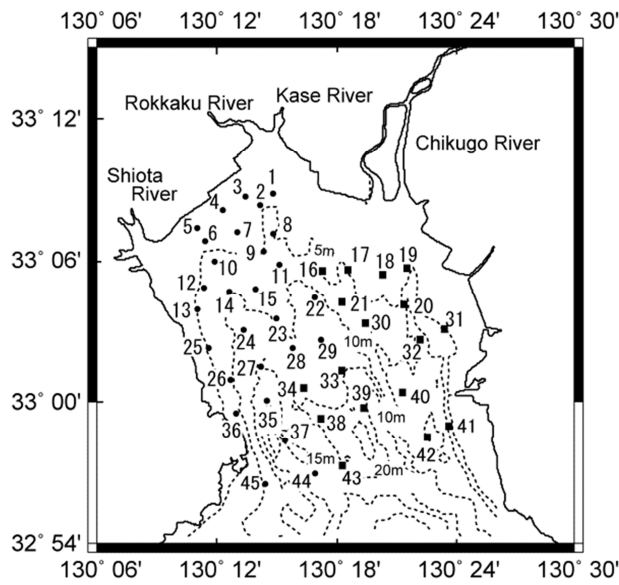 130° 06' 130° 12' 130° 18' 130° 24' 130° 30'
Rokkaku River Kase River
33° 12'
Chikugo River
Shiota
River
1
3 2
4
5 6 7 8
9 5m
33° 06' 10 11 16 17 18 19
12 14 15 22 21 20
13 23 30 31
24 29 10m 32
25 28
27 33
26 34 39 40
33° 00'
36 35 38 10m 41
37 42
15m 20m
45 44 43
32° 54'
130° 06' 130° 12' 130° 18' 130° 24' 130° 30'